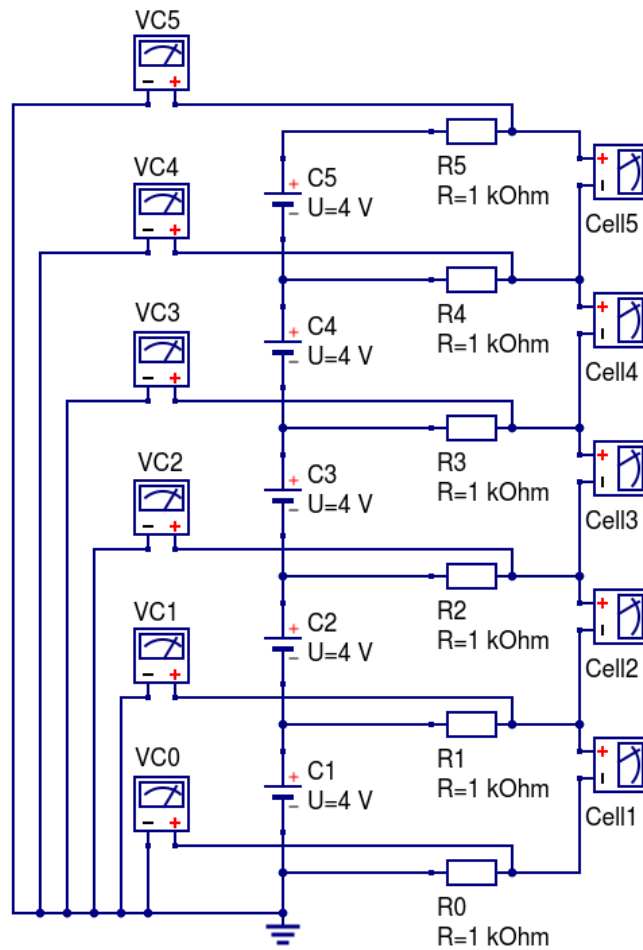 VC5
- +
R5
R=1 kOhm
+
-
Cell5
VC4
- +
C5
+
-
U=4 V
R4
R=1 kOhm
+
-
Cell4
VC3
- +
C4
+
-
U=4 V
R3
R=1 kOhm
+
-
Cell3
VC2
- +
C3
+
-
U=4 V
R2
R=1 kOhm
+
-
Cell2
VC1
- +
C2
+
-
U=4 V
R1
R=1 kOhm
+
-
Cell1
VC0
- +
C1
+
-
U=4 V
R0
R=1 kOhm